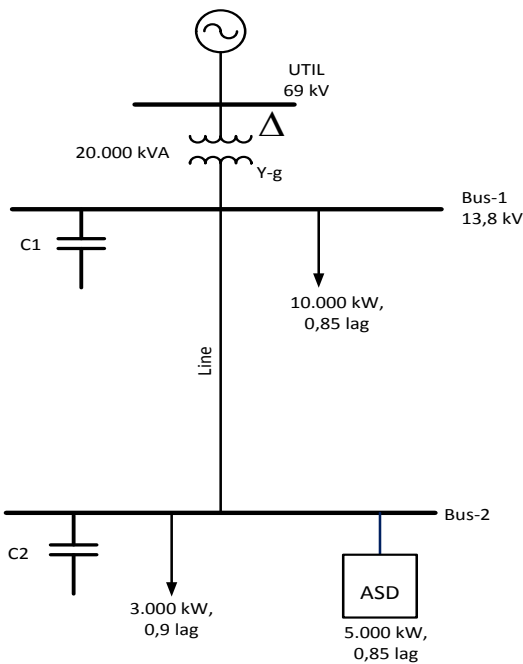 UTIL
69 kV
Δ
20.000 kVA
Y-g
Bus-1
13,8 kV
C1
10.000 kW,
0,85 lag
Line
Bus-2
C2
ASD
3.000 kW,
0,9 lag
5.000 kW,
0,85 lag